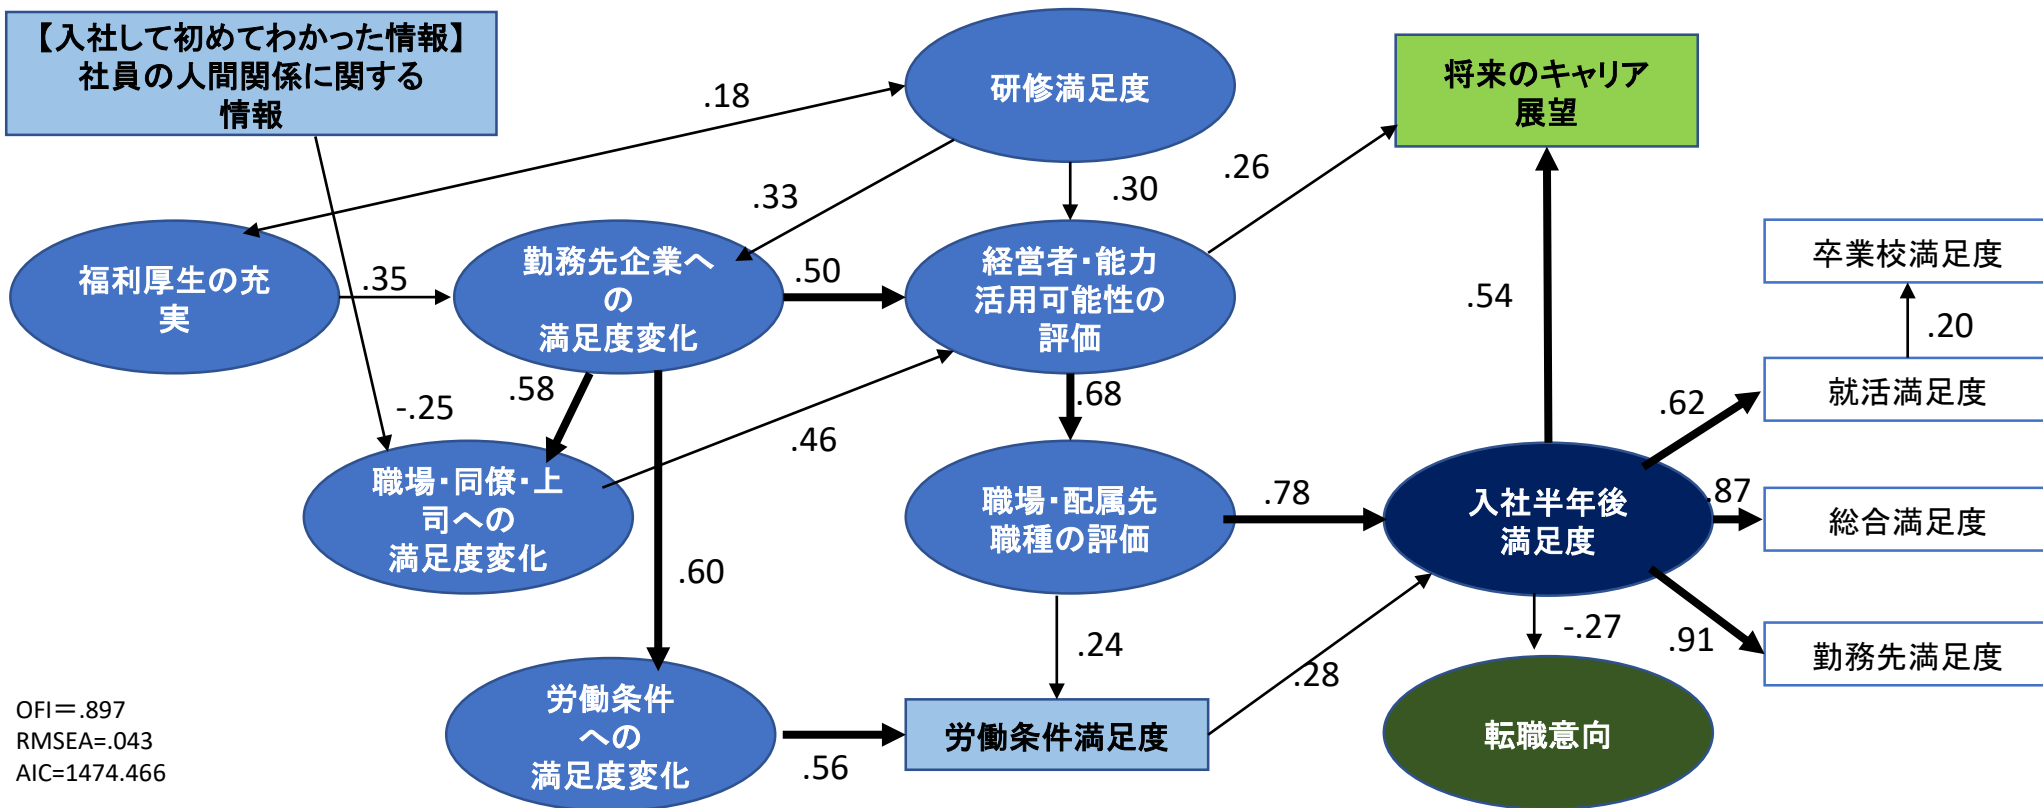 【入社して初めてわかった情報】
社員の人間関係に関する
情報
.18
研修満足度
将来のキャリア
展望
.33
.30
.26
福利厚生の充
実
.35
勤務先企業へ
の
満足度変化
.50
経営者・能力
活用可能性の
評価
.54
卒業校満足度
.20
就活満足度
-.25
.58
.46
.68
.62
職場・同僚・上
司への
満足度変化
職場・配属先
職種の評価
.78
入社半年後
満足度
.87
総合満足度
.60
.24
.28
-.27
.91
勤務先満足度
労働条件
への
満足度変化
.56
労働条件満足度
転職意向
OFI＝.897
RMSEA=.043
AIC=1474.466